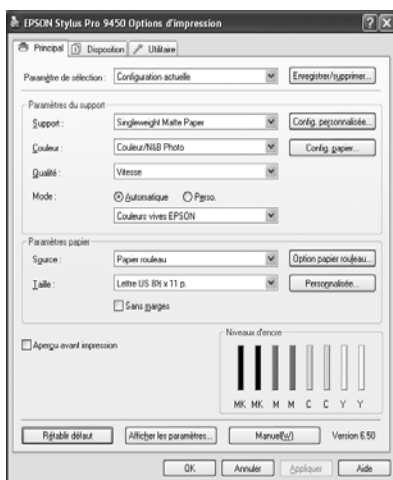 EPSON Stylus Pro 9450 Options d'impression
Principal Disposition Utilitaire
Paramètre de sélection : Configuration actuelle Enregistrer/supprimer...
Paramètres du support
Support : Singleweight Matte Paper Config. personnalisée...
Couleur : Couleur/N&B Photo Config. papier...
Qualité : Vitesse
Mode : Automatique Perso.
Couleurs vives EPSON
Paramètres papier
Source : Papier rouleau Option papier rouleau...
Taille : Lettre US 8½ x 11 p. Personnalisée...
Sans marges
Aperçu avant impression
Niveaux d'encre
MK MK M M C C Y Y
Rétablir défaut Afficher les paramètres... Manuel(W) Version 6.50
OK Annuler Appliquer Aide